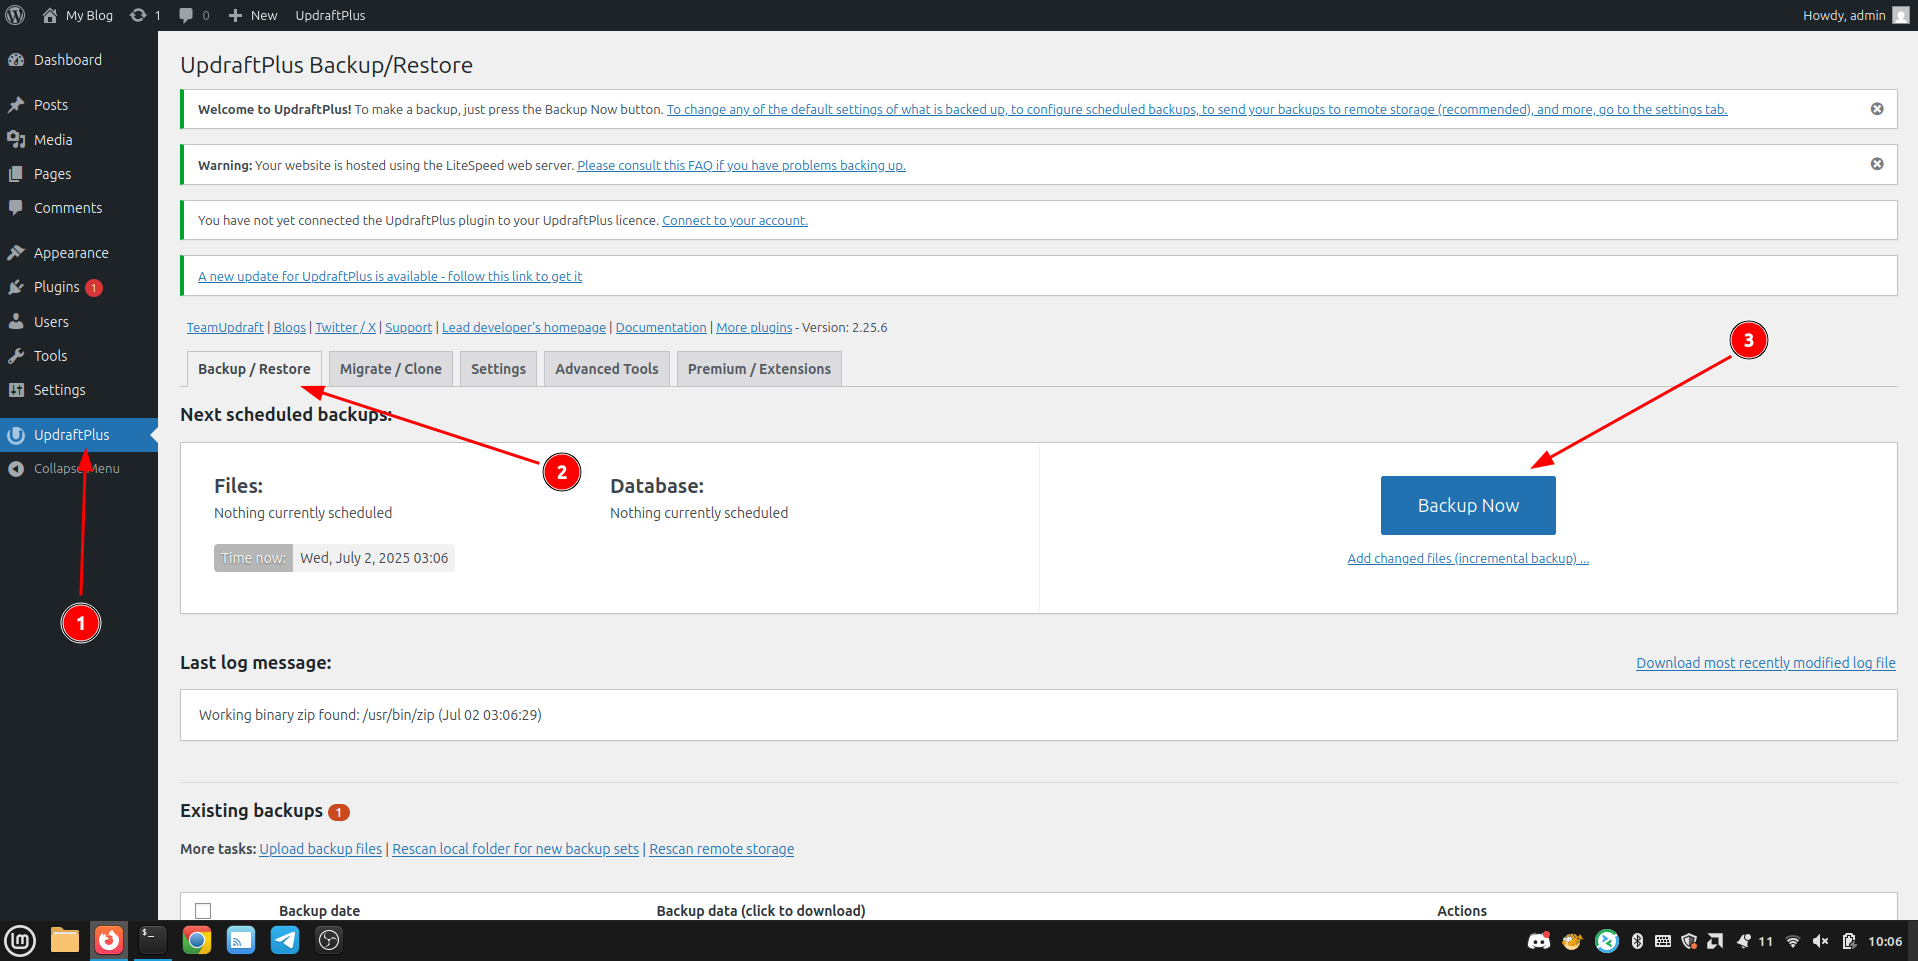 My Blog 1 0 New UpdraftPlus Howdy, admin
Dashboard
Posts
Media
Pages
Comments
Appearance
Plugins 1
Users
Tools
Settings
UpdraftPlus
Collapse Menu
1
UpdraftPlus Backup/Restore
Welcome to UpdraftPlus! To make a backup, just press the Backup Now button. To change any of the default settings of what is backed up, to configure scheduled backups, to send your backups to remote storage (recommended), and more, go to the settings tab.
Warning: Your website is hosted using the LiteSpeed web server. Please consult this FAQ if you have problems backing up.
You have not yet connected the UpdraftPlus plugin to your UpdraftPlus licence. Connect to your account.
A new update for UpdraftPlus is available - follow this link to get it
TeamUpdraft | Blogs | Twitter / X | Support | Lead developer's homepage | Documentation | More plugins - Version: 2.25.6
3
Backup / Restore Migrate / Clone Settings Advanced Tools Premium / Extensions
Next scheduled backups:
2
Files: Database:
Nothing currently scheduled Nothing currently scheduled
Time now: Wed, July 2, 2025 03:06
Backup Now
Add changed files (incremental backup) ...
Last log message: Download most recently modified log file
Working binary zip found: /usr/bin/zip (Jul 02 03:06:29)
Existing backups 1
More tasks: Upload backup files | Rescan local folder for new backup sets | Rescan remote storage
Backup date Backup data (click to download) Actions
11 10:06